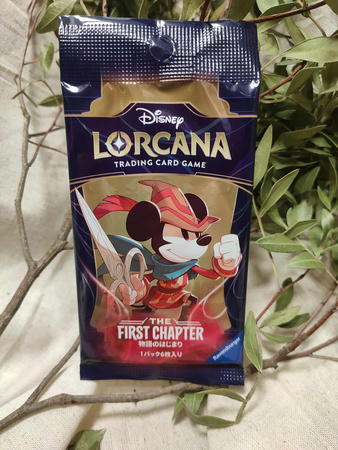 Disney
LORCANA
TRADING CARD GAME
THE
FIRST CHAPTER
物語のはじまり
1パック6枚入り
Ravensburger